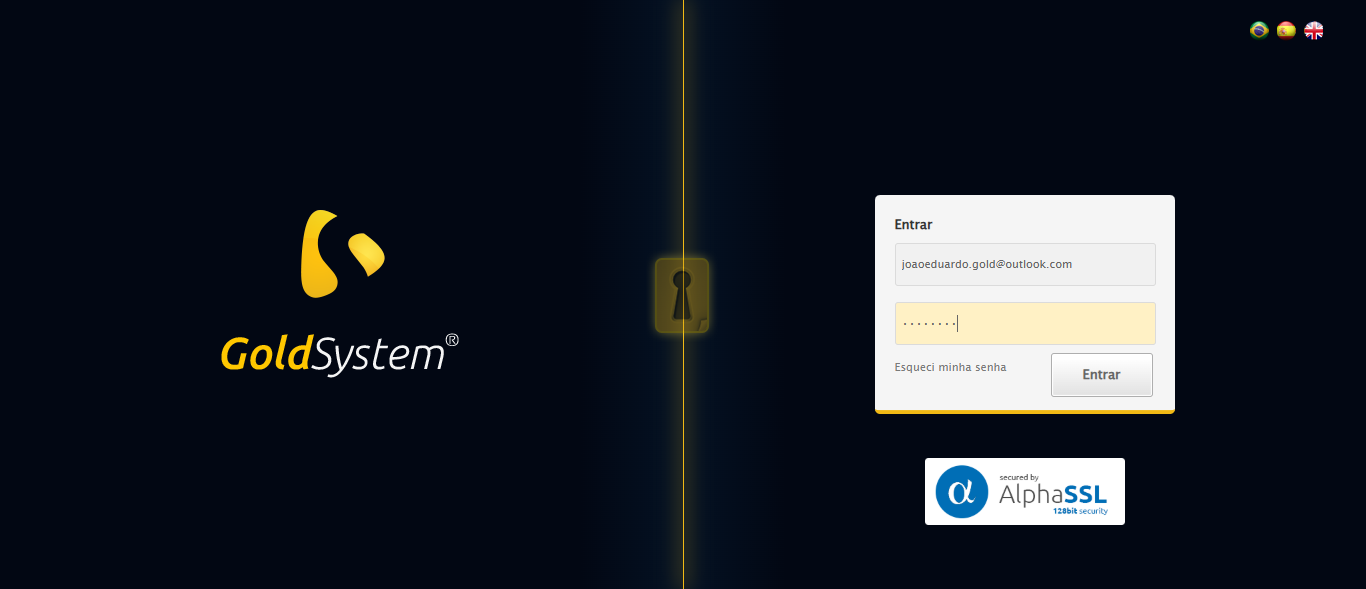 GoldSystem®
Entrar
joaoeduardo.gold@outlook.com
········
Esqueci minha senha
Entrar
α
secured by
AlphaSSL
128bit security